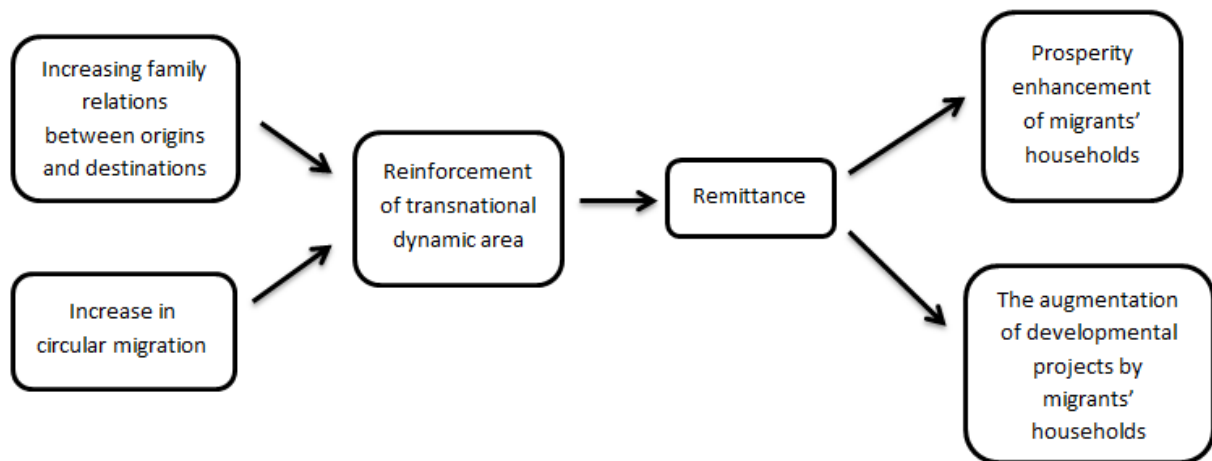 Increasing family
relations
between origins
and destinations
Increase in
circular migration
Reinforcement
of transnational
dynamic area
Remittance
Prosperity
enhancement
of migrants’
households
The augmentation
of developmental
projects by
migrants’
households